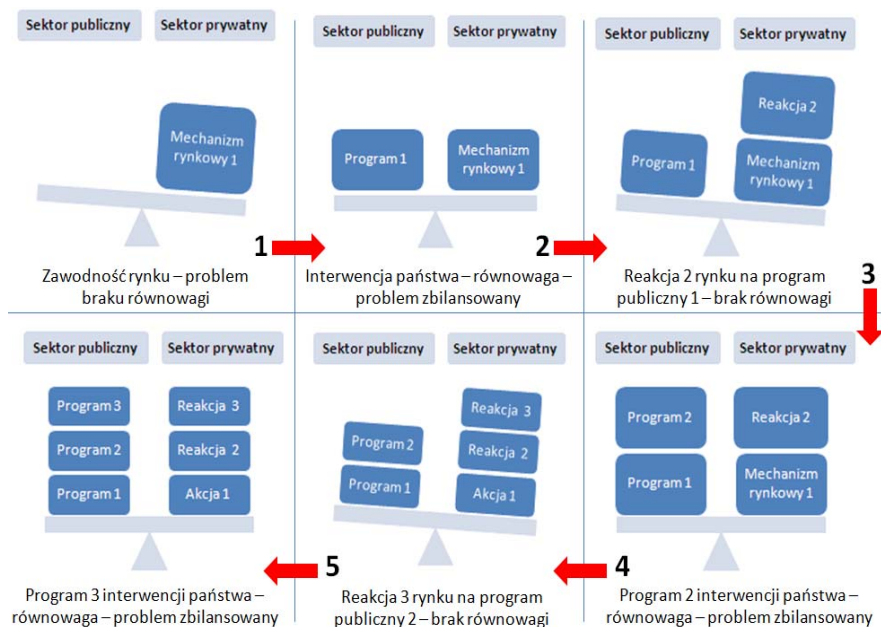 Sektor publiczny
Sektor prywatny
Mechanizm
rynkowy 1
Zawodność rynku – problem
braku równowagi
1
Sektor publiczny
Sektor prywatny
Program 1
Mechanizm
rynkowy 1
Interwencja państwa – równowaga –
problem zbilansowany
2
Sektor publiczny
Sektor prywatny
Reakcja 2
Program 1
Mechanizm
rynkowy 1
Reakcja 2 rynku na program
publiczny 1 – brak równowagi
3
Sektor publiczny
Sektor prywatny
Program 2
Reakcja 2
Program 1
Mechanizm
rynkowy 1
Program 2 interwencji państwa –
równowaga – problem zbilansowany
4
Sektor publiczny
Sektor prywatny
Reakcja 3
Program 2
Reakcja 2
Program 1
Akcja 1
Reakcja 3 rynku na program
publiczny 2 – brak równowagi
5
Sektor publiczny
Sektor prywatny
Program 3
Reakcja 3
Program 2
Reakcja 2
Program 1
Akcja 1
Program 3 interwencji państwa –
równowaga – problem zbilansowany